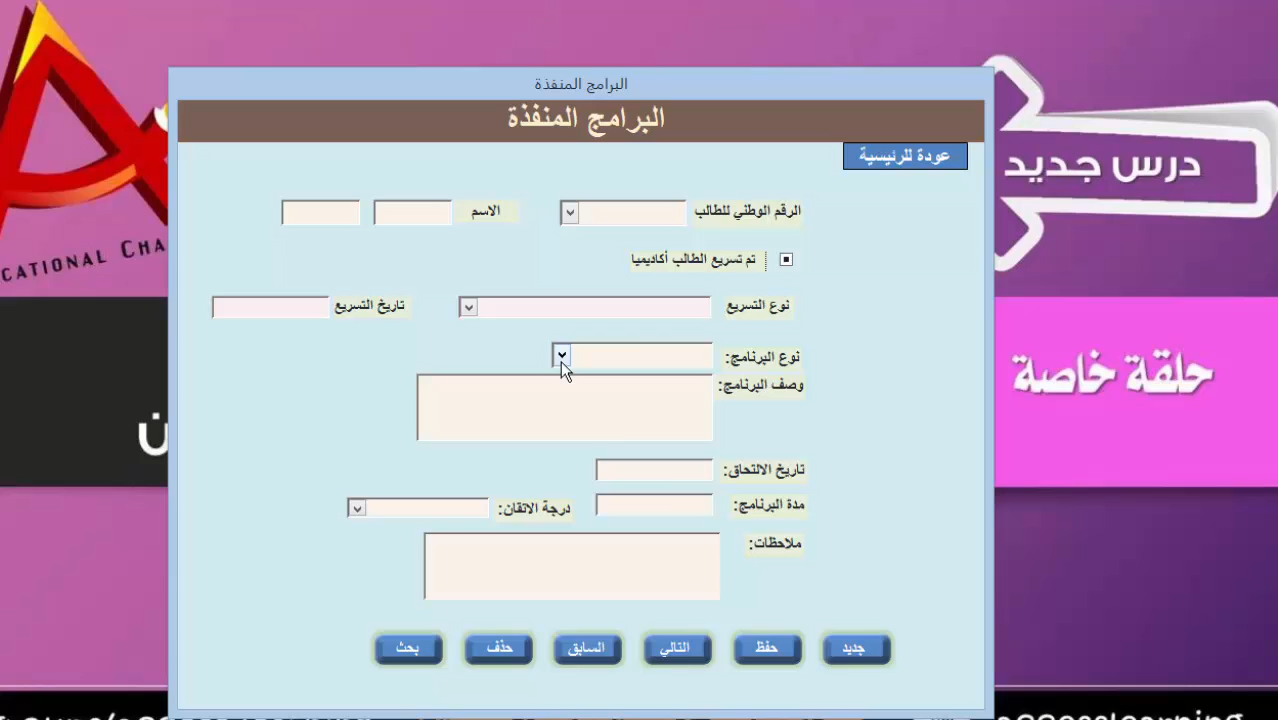 البرامج المنفذة
البرامج المنفذة
عودة للرئيسية
درس جديد
الرقم الوطني للطالب
الاسم
CATIONAL CHA
تم تسريع الطالب أكاديميا
نوع التسريع
تاريخ التسريع
نوع البرنامج:
حلقة خاصة
وصف البرنامج:
ن
تاريخ الالتحاق:
مدة البرنامج:
درجة الاتقان:
ملاحظات:
جديد
حفظ
التالي
السابق
حذف
بحث